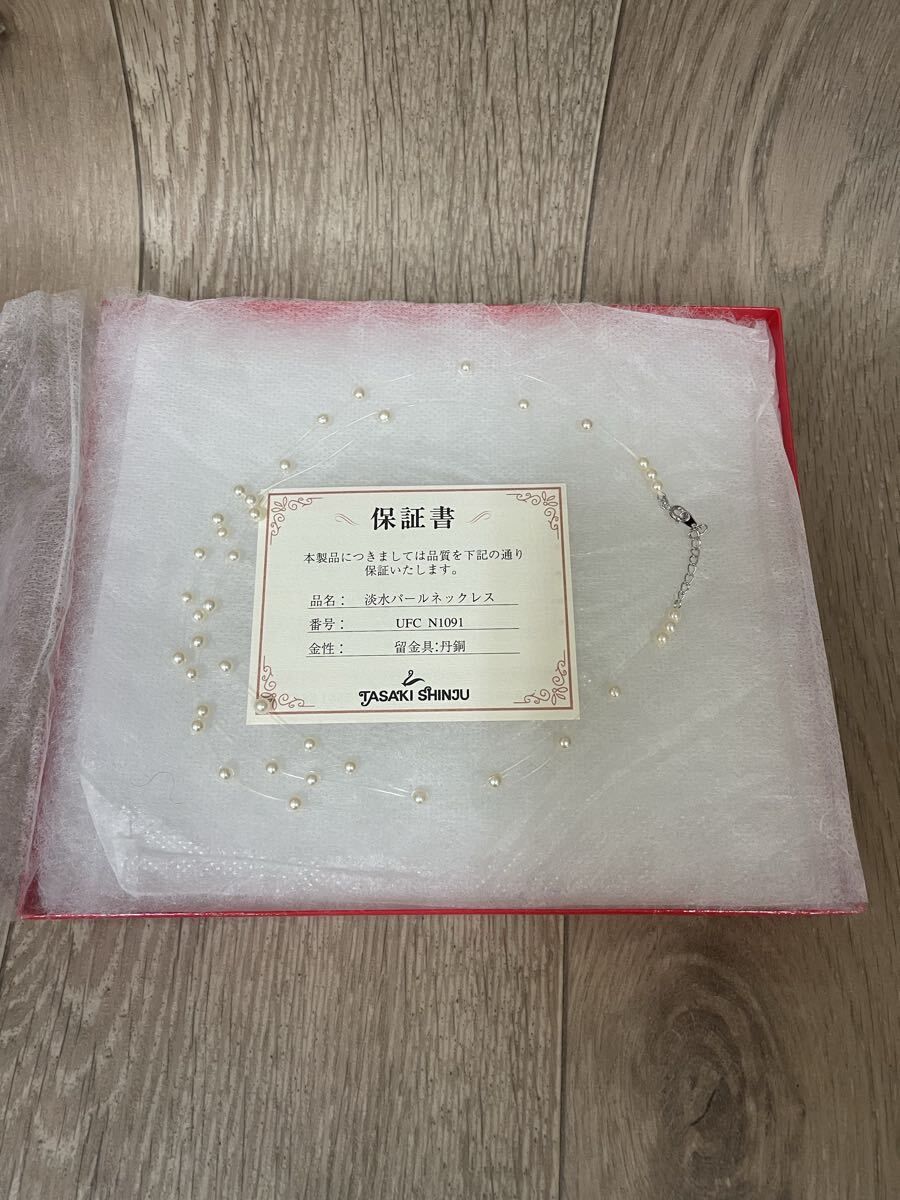 保証書
本製品につきましては品質を下記の通り
保証いたします。
品名: 淡水パールネックレス
番号: UFC N1091
金性: 留金具:丹銅
TASAKI SHINJU